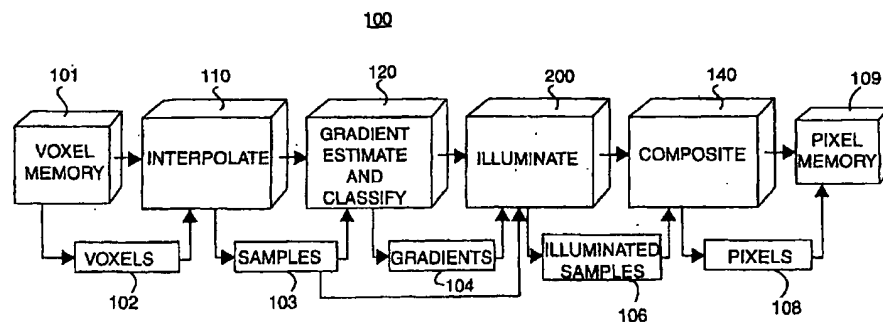 100
101
110
120
200
140
109
VOXEL
MEMORY
INTERPOLATE
GRADIENT
ESTIMATE
AND
CLASSIFY
ILLUMINATE
COMPOSITE
PIXEL
MEMORY
VOXELS
SAMPLES
GRADIENTS
ILLUMINATED
SAMPLES
PIXELS
102
103
104
106
108